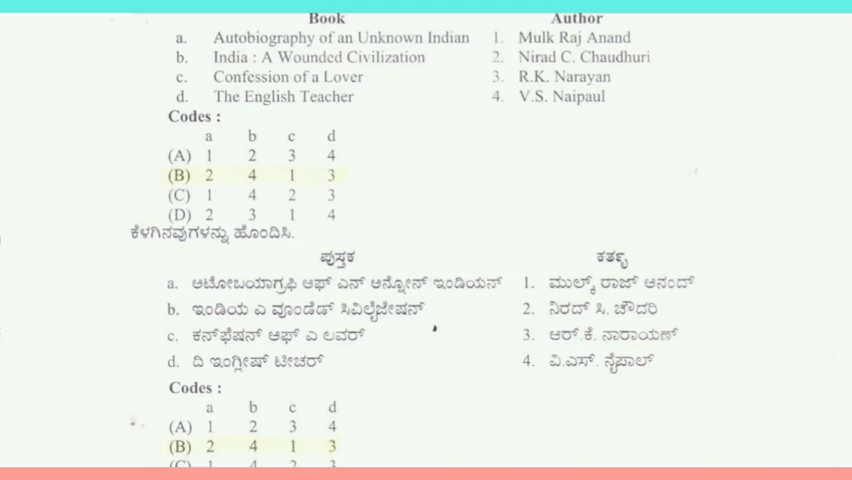 Book Author
a. Autobiography of an Unknown Indian 1. Mulk Raj Anand
b. India : A Wounded Civilization 2. Nirad C. Chaudhuri
c. Confession of a Lover 3. R.K. Narayan
d. The English Teacher 4. V.S. Naipaul
Codes :
a b c d
(A) 1 2 3 4
(B) 2 4 1 3
(C) 1 4 2 3
(D) 2 3 1 4
ಕೆಳಗಿನವುಗಳನ್ನು ಹೊಂದಿಸಿ.
ಪುಸ್ತಕ ಕರ್ತೃ
a. ಆಟೋಬಯಾಗ್ರಫಿ ಆಫ್ ಎನ್ ಅನ್ನೋನ್ ಇಂಡಿಯನ್ 1. ಮುಲ್ಕ್ ರಾಜ್ ಆನಂದ್
b. ಇಂಡಿಯ ಎ ವೂಂಡೆಡ್ ಸಿವಿಲೈಜೇಷನ್ 2. ನಿರದ್ ಸಿ. ಚೌದರಿ
c. ಕನ್‌ಫೆಷನ್ ಆಫ್ ಎ ಲವರ್ 3. ಆರ್.ಕೆ. ನಾರಾಯಣ್
d. ದಿ ಇಂಗ್ಲೀಷ್ ಟೀಚರ್ 4. ವಿ.ಎಸ್. ನೈಪಾಲ್
Codes :
a b c d
(A) 1 2 3 4
(B) 2 4 1 3
(C) 1 4 2 3